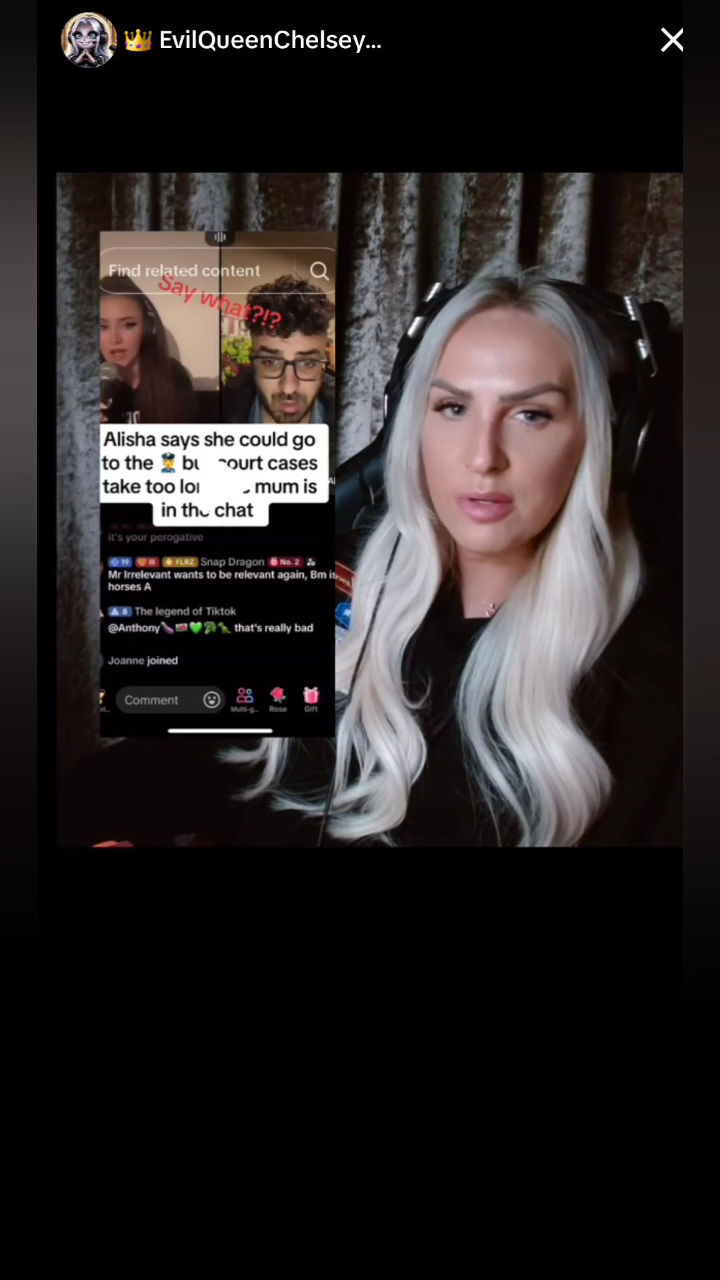 👑 EvilQueenChelsey...
Find related content
Say what?!?
Alisha says she could go
to the 👮 court cases
take too mum is
in the chat
it's your perogative
19 III FLRZ Snap Dragon No. 2
Mr Irrelevant wants to be relevant again, Bm is
horses A
8 The legend of Tiktok
@Anthony🍆💚 that's really bad
Joanne joined
Comment
Multi-g... Rose Gift